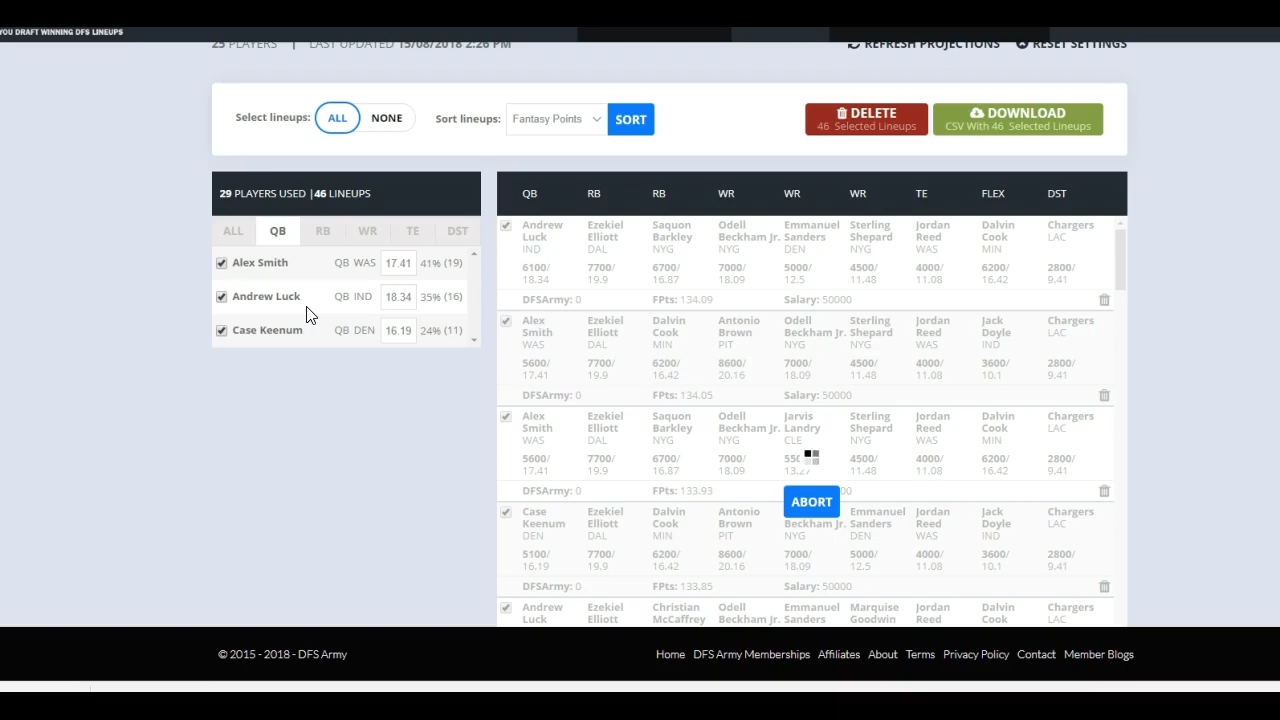 YOU DRAFT WINNING DFS LINEUPS
25 PLAYERS | LAST UPDATED 15/08/2018 2:26 PM REFRESH PROJECTIONS RESET SETTINGS
Select lineups: ALL NONE Sort lineups: Fantasy Points SORT
DELETE
46 Selected Lineups
DOWNLOAD
CSV With 46 Selected Lineups
29 PLAYERS USED |46 LINEUPS
ALL QB RB WR TE DST
Alex Smith QB WAS 17.41 41% (19)
Andrew Luck QB IND 18.34 35% (16)
Case Keenum QB DEN 16.19 24% (11)
QB RB RB WR WR WR TE FLEX DST
Andrew Ezekiel Saquon Odell Emmanuel Sterling Jordan Dalvin Chargers
Luck Elliott Barkley Beckham Jr. Sanders Shepard Reed Cook LAC
IND DAL NYG NYG DEN NYG WAS MIN
6100/ 7700/ 6700/ 7000/ 5000/ 4500/ 4000/ 6200/ 2800/
18.34 19.9 16.87 18.09 12.5 11.48 11.08 16.42 9.41
DFSArmy: 0 FPts: 134.09 Salary: 50000
Alex Ezekiel Dalvin Antonio Odell Sterling Jordan Jack Chargers
Smith Elliott Cook Brown Beckham Jr. Shepard Reed Doyle LAC
WAS DAL MIN PIT NYG NYG WAS IND
5600/ 7700/ 6200/ 8600/ 7000/ 4500/ 4000/ 3600/ 2800/
17.41 19.9 16.42 20.16 18.09 11.48 11.08 10.1 9.41
DFSArmy: 0 FPts: 134.05 Salary: 50000
Alex Ezekiel Saquon Odell Jarvis Sterling Jordan Dalvin Chargers
Smith Elliott Barkley Beckham Jr. Landry Shepard Reed Cook LAC
WAS DAL NYG NYG CLE NYG WAS MIN
5600/ 7700/ 6700/ 7000/ 4500/ 4000/ 6200/ 2800/
17.41 19.9 16.87 18.09 13.27 11.48 11.08 16.42 9.41
DFSArmy: 0 FPts: 133.93
ABORT
Case Ezekiel Dalvin Antonio Emmanuel Jordan Jack Chargers
Keenum Elliott Cook Brown Beckham Jr. Sanders Reed Doyle LAC
DEN DAL MIN PIT NYG DEN WAS IND
5100/ 7700/ 6200/ 8600/ 7000/ 5000/ 4000/ 3600/ 2800/
16.19 19.9 16.42 20.16 18.09 12.5 11.08 10.1 9.41
DFSArmy: 0 FPts: 133.85 Salary: 50000
Andrew Ezekiel Christian Odell Emmanuel Marquise Jordan Dalvin Chargers
Luck Elliott McCaffrey Beckham Jr. Sanders Goodwin Reed Cook LAC
© 2015 - 2018 - DFS Army
Home DFS Army Memberships Affiliates About Terms Privacy Policy Contact Member Blogs